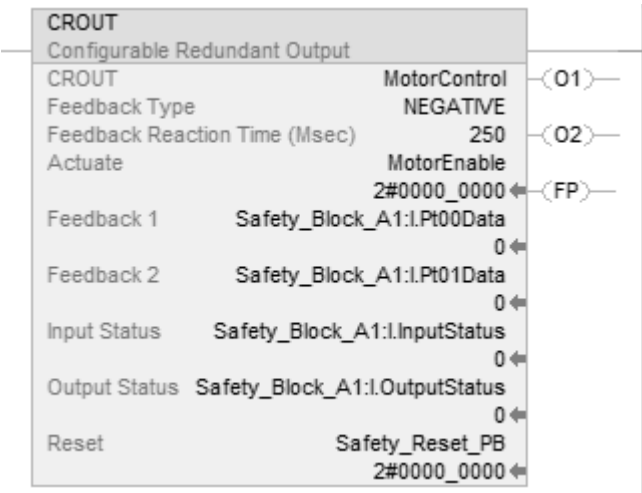 CROUT
Configurable Redundant Output
CROUT MotorControl (O1)
Feedback Type NEGATIVE
Feedback Reaction Time (Msec) 250 (O2)
Actuate MotorEnable
2#0000_0000 (FP)
Feedback 1 Safety_Block_A1:I.Pt00Data
0
Feedback 2 Safety_Block_A1:I.Pt01Data
0
Input Status Safety_Block_A1:I.InputStatus
0
Output Status Safety_Block_A1:I.OutputStatus
0
Reset Safety_Reset_PB
2#0000_0000